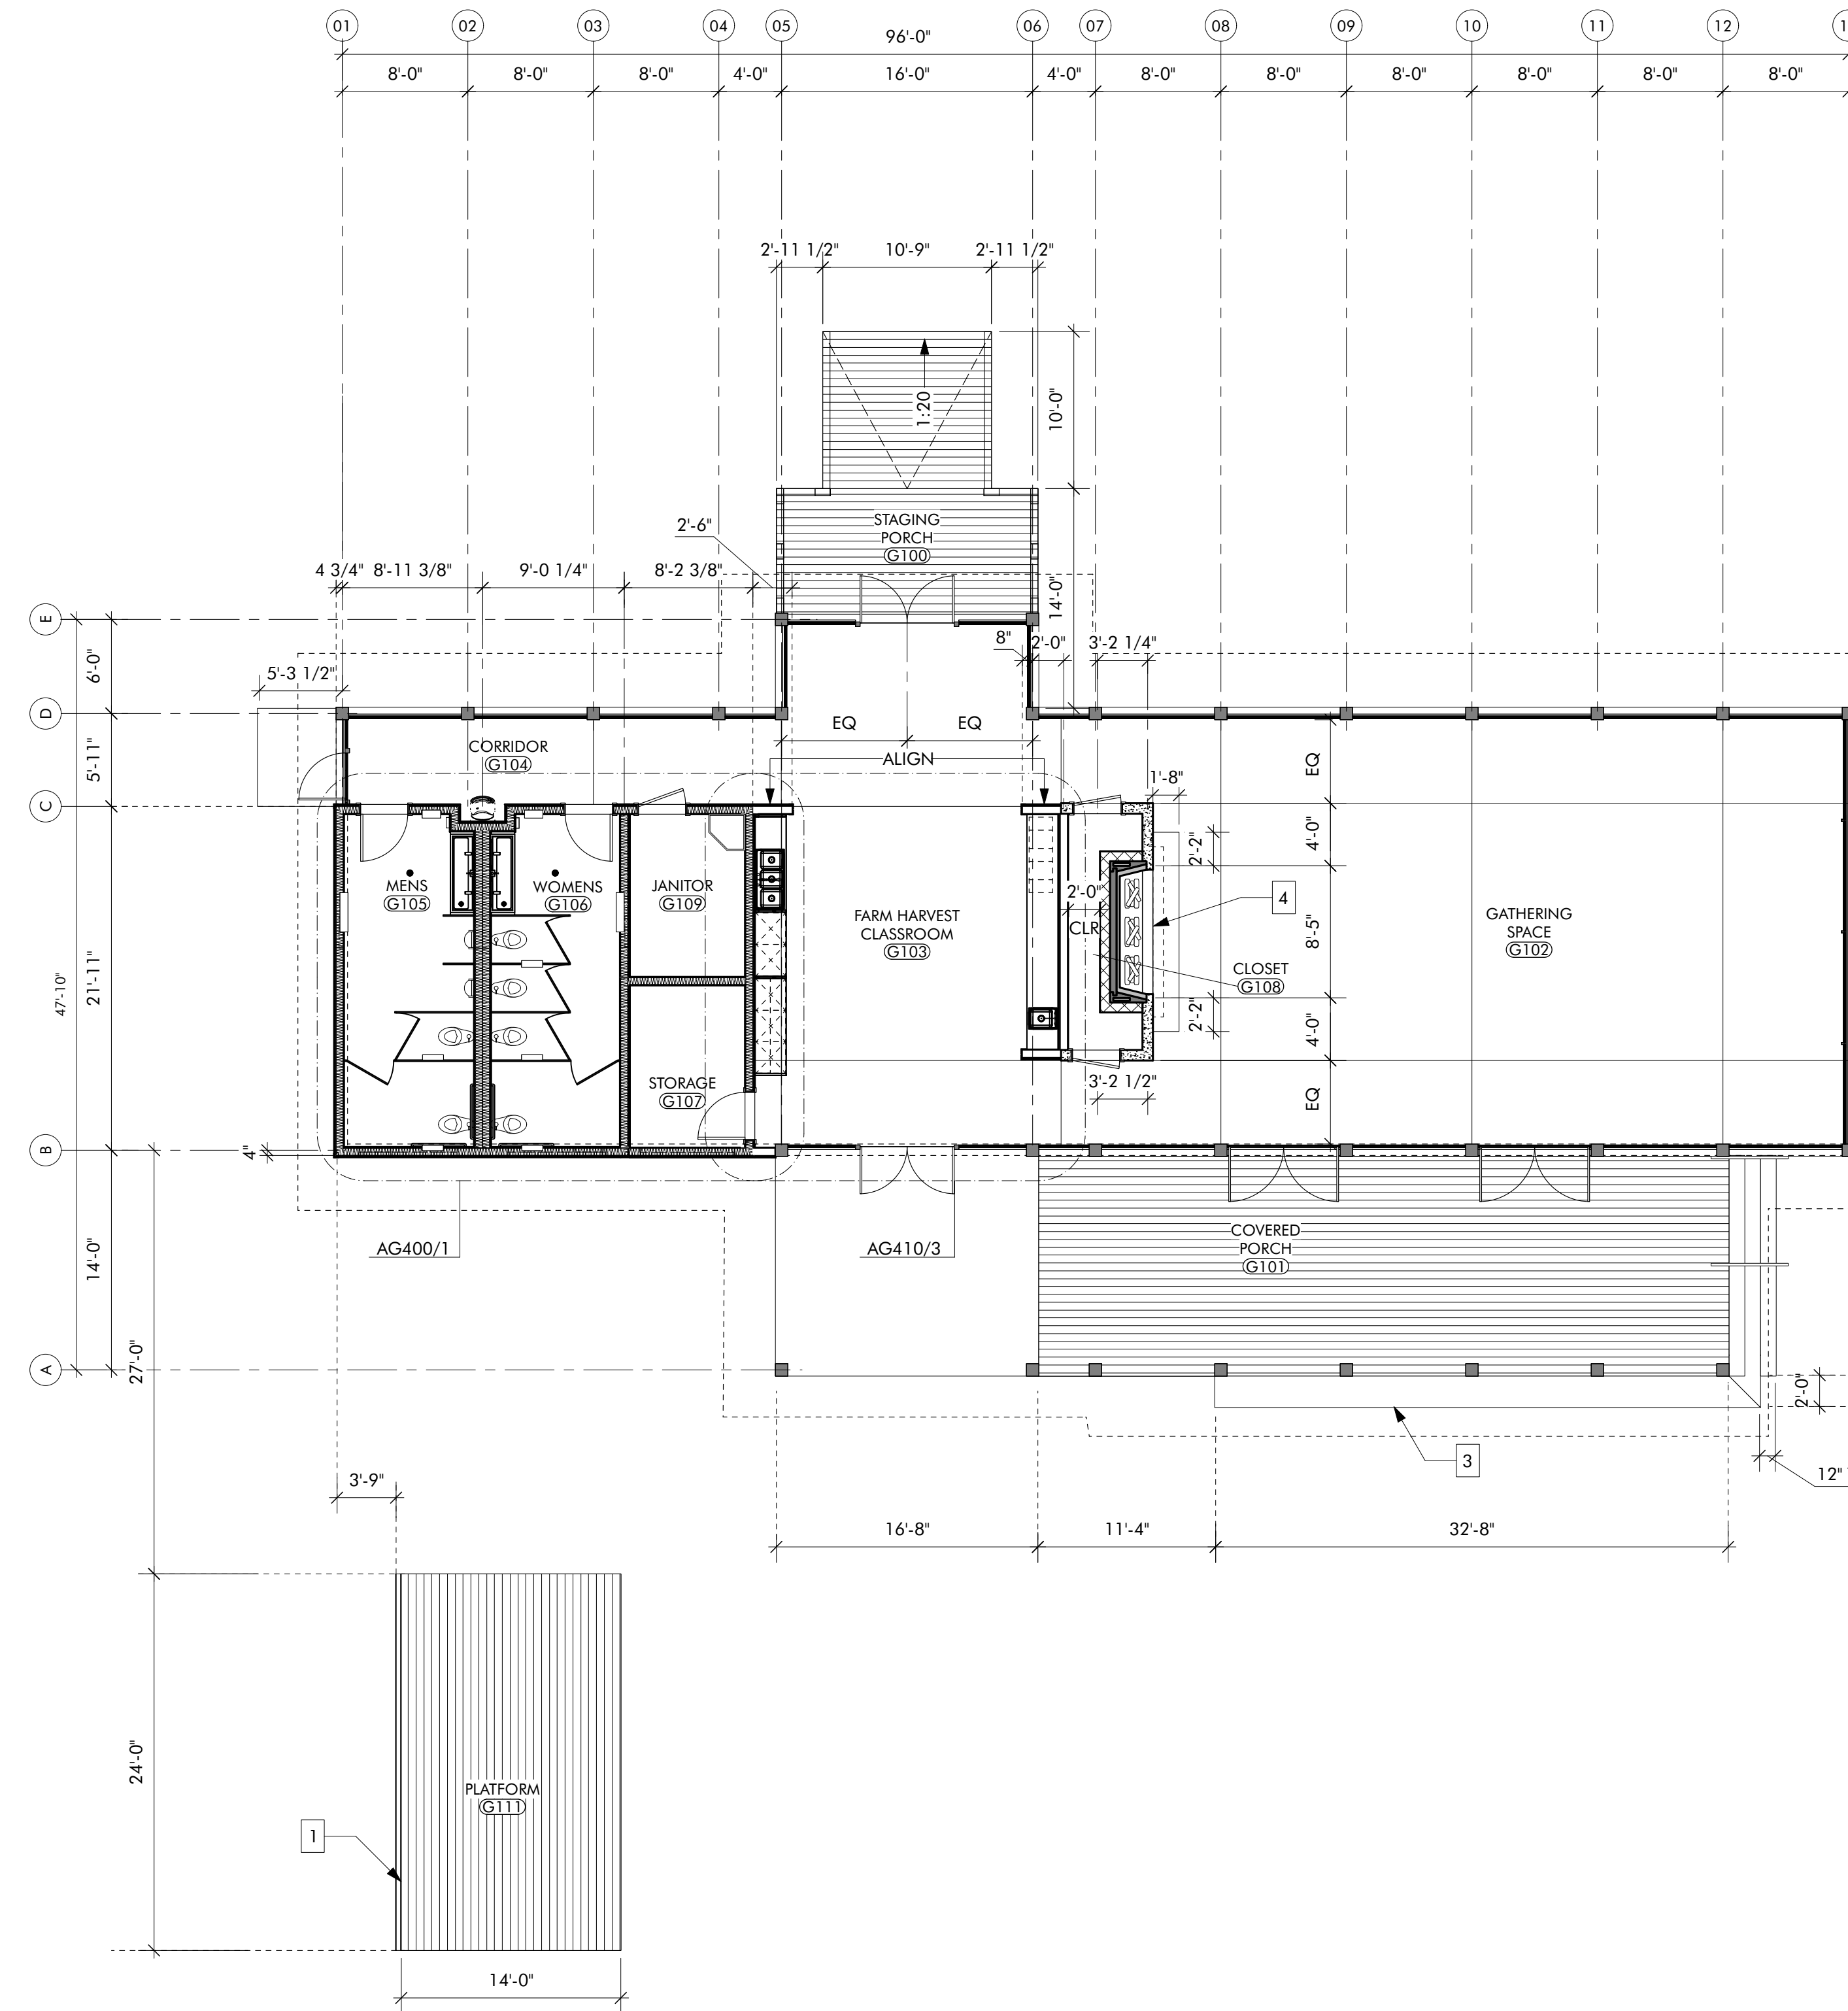 01 02 03 04 05 06 07 08 09 10 11 12
96'-0"
8'-0" 8'-0" 8'-0" 4'-0" 16'-0" 4'-0" 8'-0" 8'-0" 8'-0" 8'-0" 8'-0" 8'-0"
2'-11 1/2" 10'-9" 2'-11 1/2"
1:20
10'-0"
STAGING
PORCH
G100
2'-6"
4 3/4" 8'-11 3/8" 9'-0 1/4" 8'-2 3/8"
14'-0"
E
8" 2'-0" 3'-2 1/4"
6'-0"
5'-3 1/2"
D
EQ EQ
CORRIDOR
G104
5'-11"
ALIGN
EQ
1'-8"
C
4'-0"
2'-2"
MENS
G105
WOMENS
G106
JANITOR
G109
2'-0"
CLR
4
FARM HARVEST
CLASSROOM
G103
GATHERING
SPACE
G102
8'-5"
CLOSET
G108
47'-10"
21'-11"
2'-2"
4'-0"
STORAGE
G107
3'-2 1/2"
EQ
B
4"
14'-0"
AG400/1
AG410/3
COVERED
PORCH
G101
A
27'-0"
2'-0"
3
12"
3'-9"
16'-8" 11'-4" 32'-8"
24'-0"
PLATFORM
G111
1
14'-0"